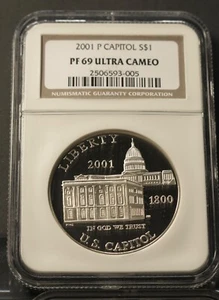 2001 P CAPITOL S$1
PF 69 ULTRA CAMEO
2506593-005
NUMISMATIC GUARANTY CORPORATION
LIBERTY
2001
1800
IN GOD WE TRUST
U.S. CAPITOL